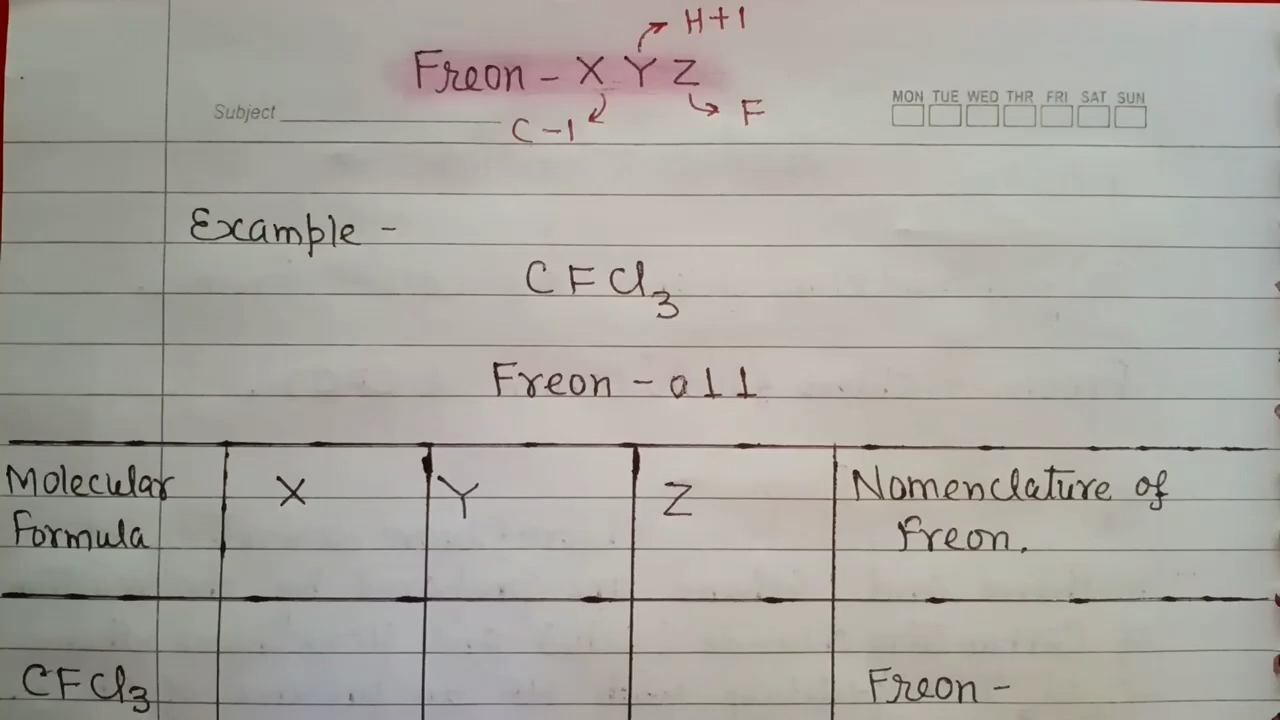 H+1
Freon - X Y Z
MON TUE WED THR FRI SAT SUN
Subject
C-1
F
Example -
CFCl3
Freon - 011
Molecular Formula
X
Y
Z
Nomenclature of Freon.
CFCl3
Freon -